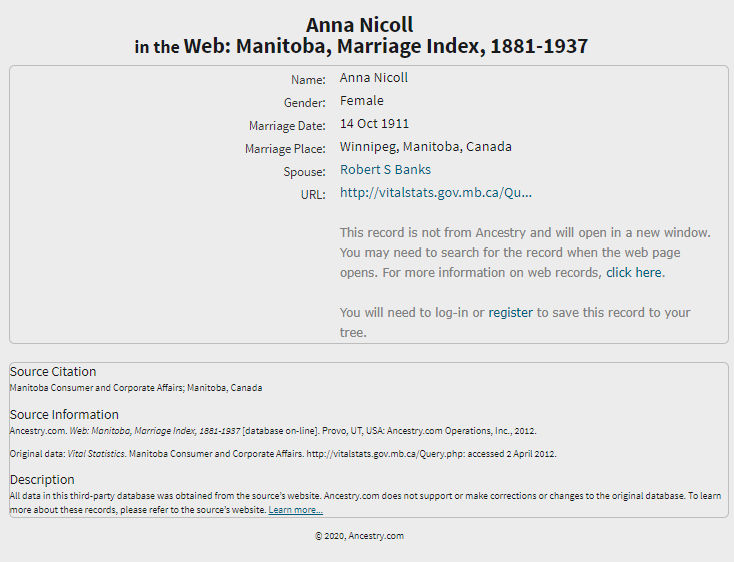 Anna Nicoll
in the Web: Manitoba, Marriage Index, 1881-1937
Name: Anna Nicoll
Gender: Female
Marriage Date: 14 Oct 1911
Marriage Place: Winnipeg, Manitoba, Canada
Spouse: Robert S Banks
URL: http://vitalstats.gov.mb.ca/Qu...
This record is not from Ancestry and will open in a new window.
You may need to search for the record when the web page
opens. For more information on web records, click here.
You will need to log-in or register to save this record to your
tree.
Source Citation
Manitoba Consumer and Corporate Affairs; Manitoba, Canada
Source Information
Ancestry.com. Web: Manitoba, Marriage Index, 1881-1937 [database on-line]. Provo, UT, USA: Ancestry.com Operations, Inc., 2012.
Original data: Vital Statistics. Manitoba Consumer and Corporate Affairs. http://vitalstats.gov.mb.ca/Query.php: accessed 2 April 2012.
Description
All data in this third-party database was obtained from the source's website. Ancestry.com does not support or make corrections or changes to the original database. To learn
more about these records, please refer to the source's website. Learn more...
© 2020, Ancestry.com